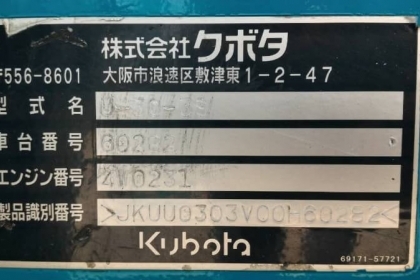 株式会社クボタ
〒556-8601 大阪市浪速区敷津東1-2-47
型式名
車台番号
エンジン番号 4Y0231
製品識別番号 >JKUU0303V00H60282<
Kubota
69171-57721